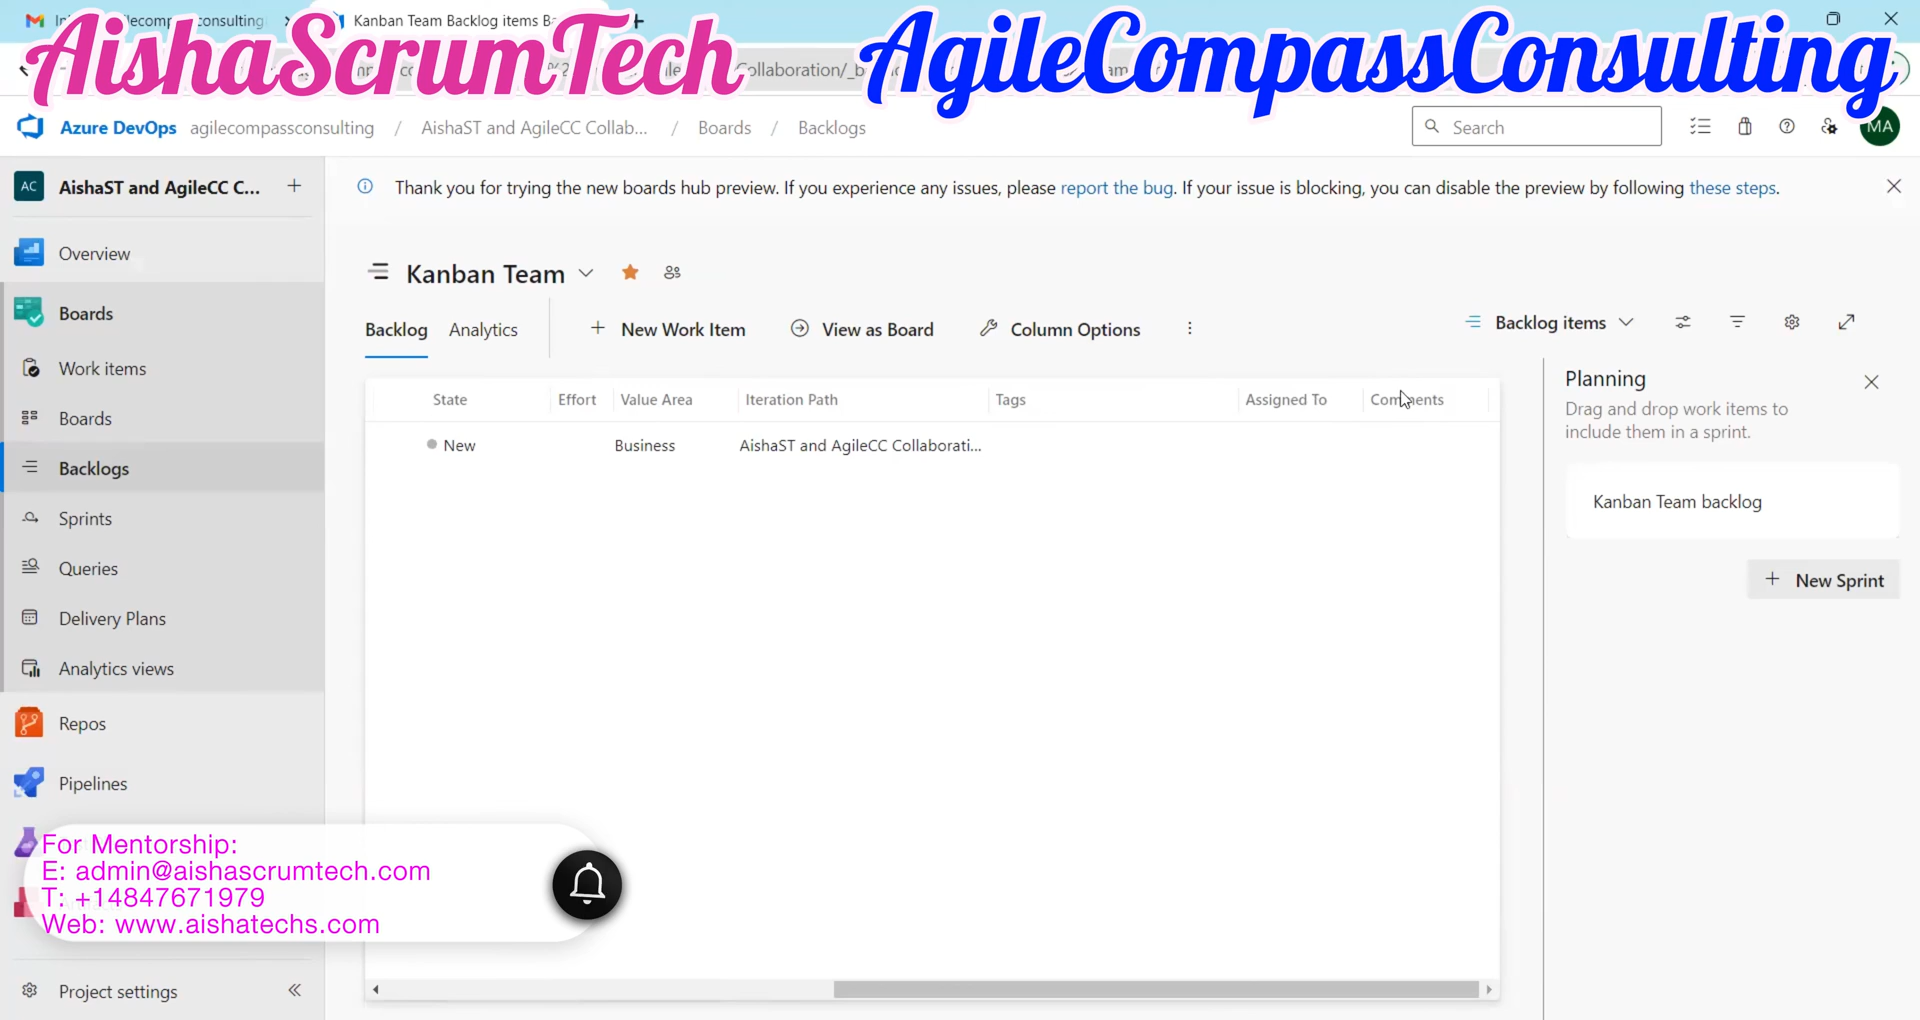 Kanban Team Backlog items Ba
AishaScrumTech
AgileCompassConsulting
Collaboration/_b
Azure DevOps agilecompassconsulting / AishaST and AgileCC Collab... / Boards / Backlogs
Search
MA
AC AishaST and AgileCC C...
Thank you for trying the new boards hub preview. If you experience any issues, please report the bug. If your issue is blocking, you can disable the preview by following these steps.
Overview
Boards
Work items
Boards
Backlogs
Sprints
Queries
Delivery Plans
Analytics views
Repos
Pipelines
Project settings
Kanban Team
Backlog Analytics New Work Item View as Board Column Options
Backlog items
State Effort Value Area Iteration Path Tags Assigned To Comments
New Business AishaST and AgileCC Collaborati...
Planning
Drag and drop work items to
include them in a sprint.
Kanban Team backlog
New Sprint
For Mentorship:
E: admin@aishascrumtech.com
T: +14847671979
Web: www.aishatechs.com